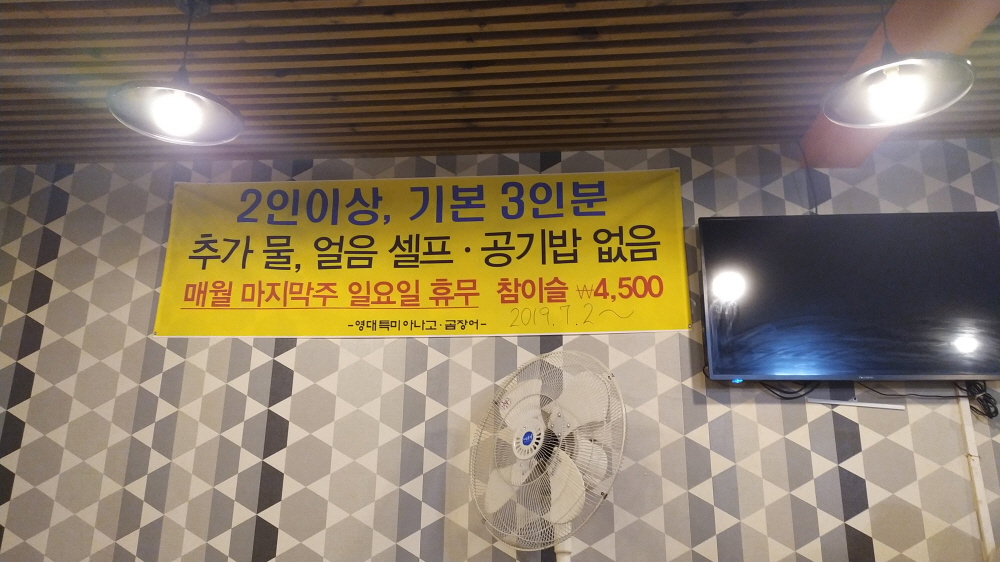 2인이상, 기본 3인분
추가 물, 얼음 셀프 · 공기밥 없음
매월 마지막주 일요일 휴무 참이슬 ₩4,500
-영대특미아나고·곰장어- 2019.7.2~